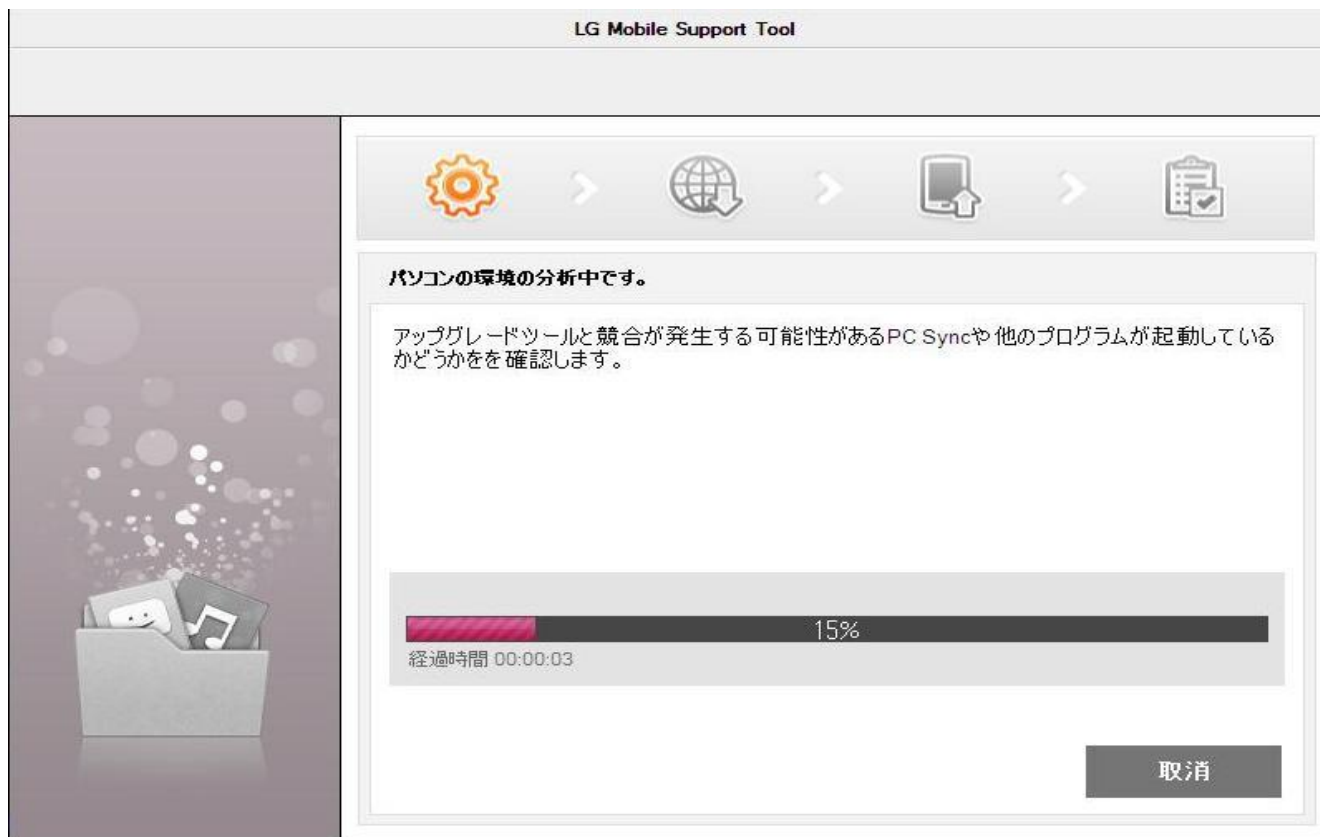 LG Mobile Support Tool
パソコンの環境の分析中です。
アップグレードツールと競合が発生する可能性があるPC Syncや他のプログラムが起動している
かどうかをを確認します。
15%
経過時間 00:00:03
取消